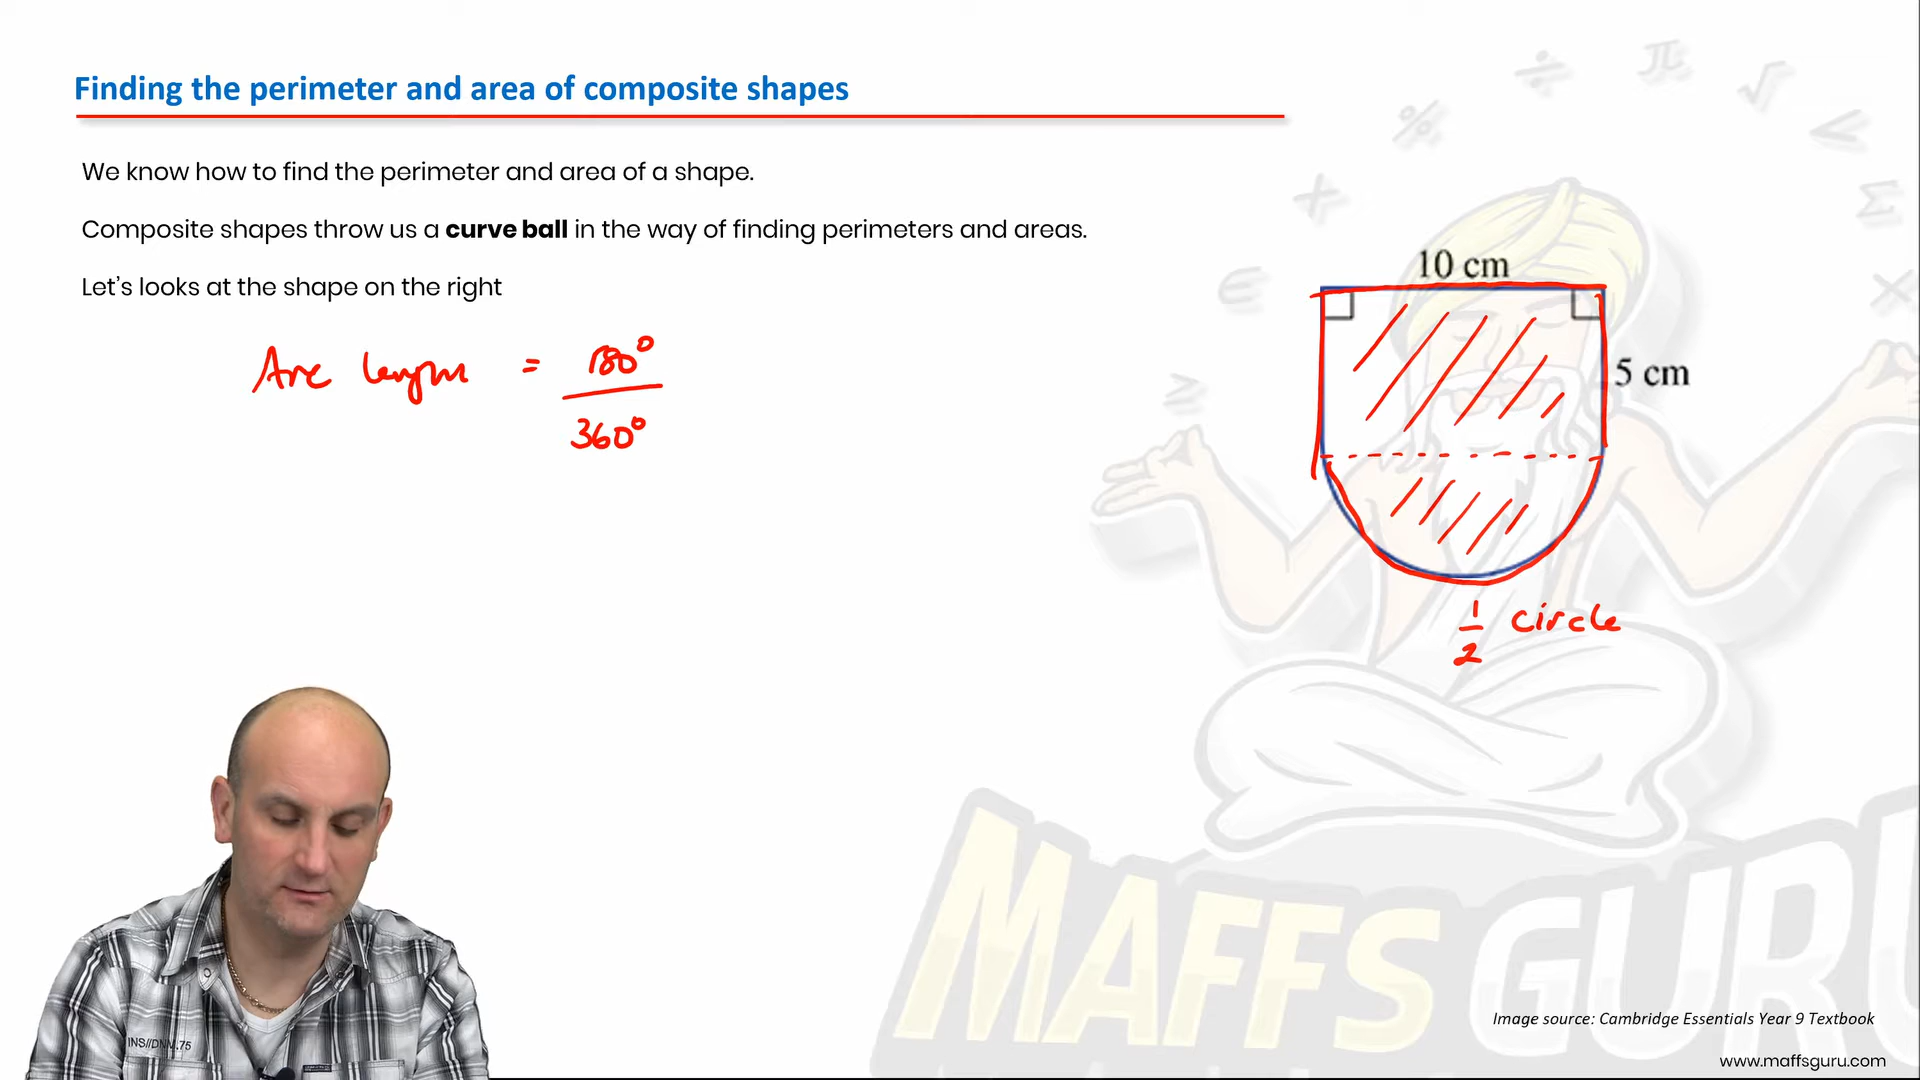 Finding the perimeter and area of composite shapes
We know how to find the perimeter and area of a shape.
Composite shapes throw us a curve ball in the way of finding perimeters and areas.
Let's looks at the shape on the right
Arc length = 180°
360°
10 cm
5 cm
1
2 circle
INS//DNM.75
MAFFS GURU
Image source: Cambridge Essentials Year 9 Textbook
www.maffsguru.com